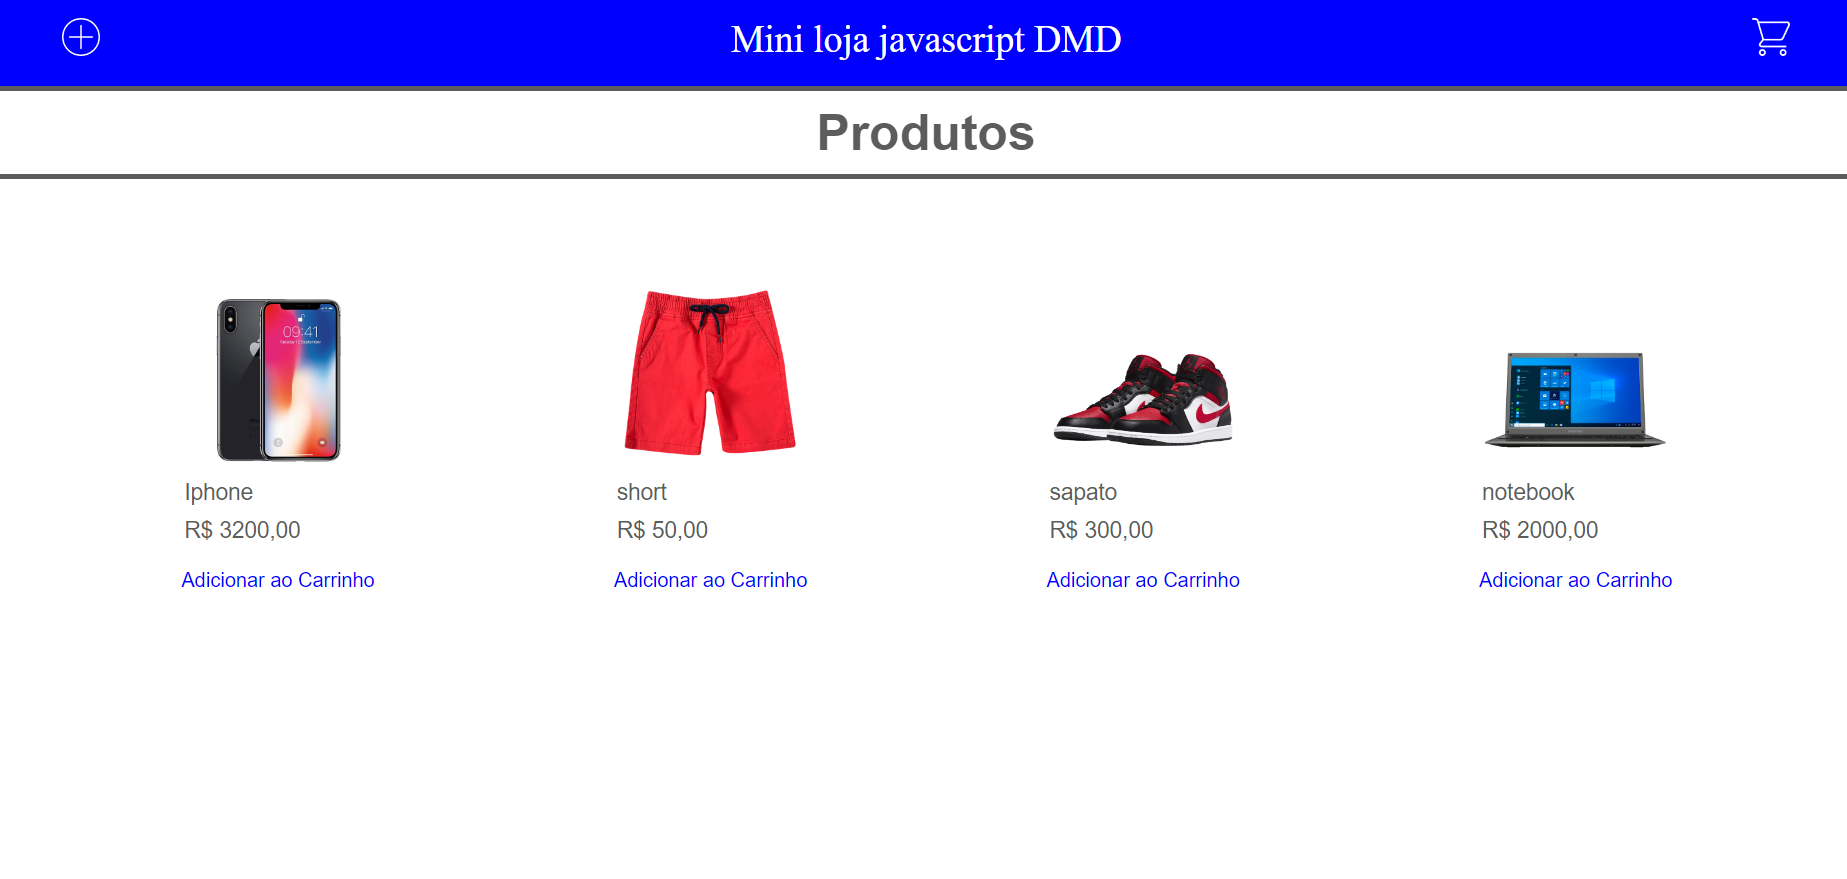 Mini loja javascript DMD
Produtos
09:41
Iphone
R$ 3200,00
Adicionar ao Carrinho
short
R$ 50,00
Adicionar ao Carrinho
sapato
R$ 300,00
Adicionar ao Carrinho
notebook
R$ 2000,00
Adicionar ao Carrinho